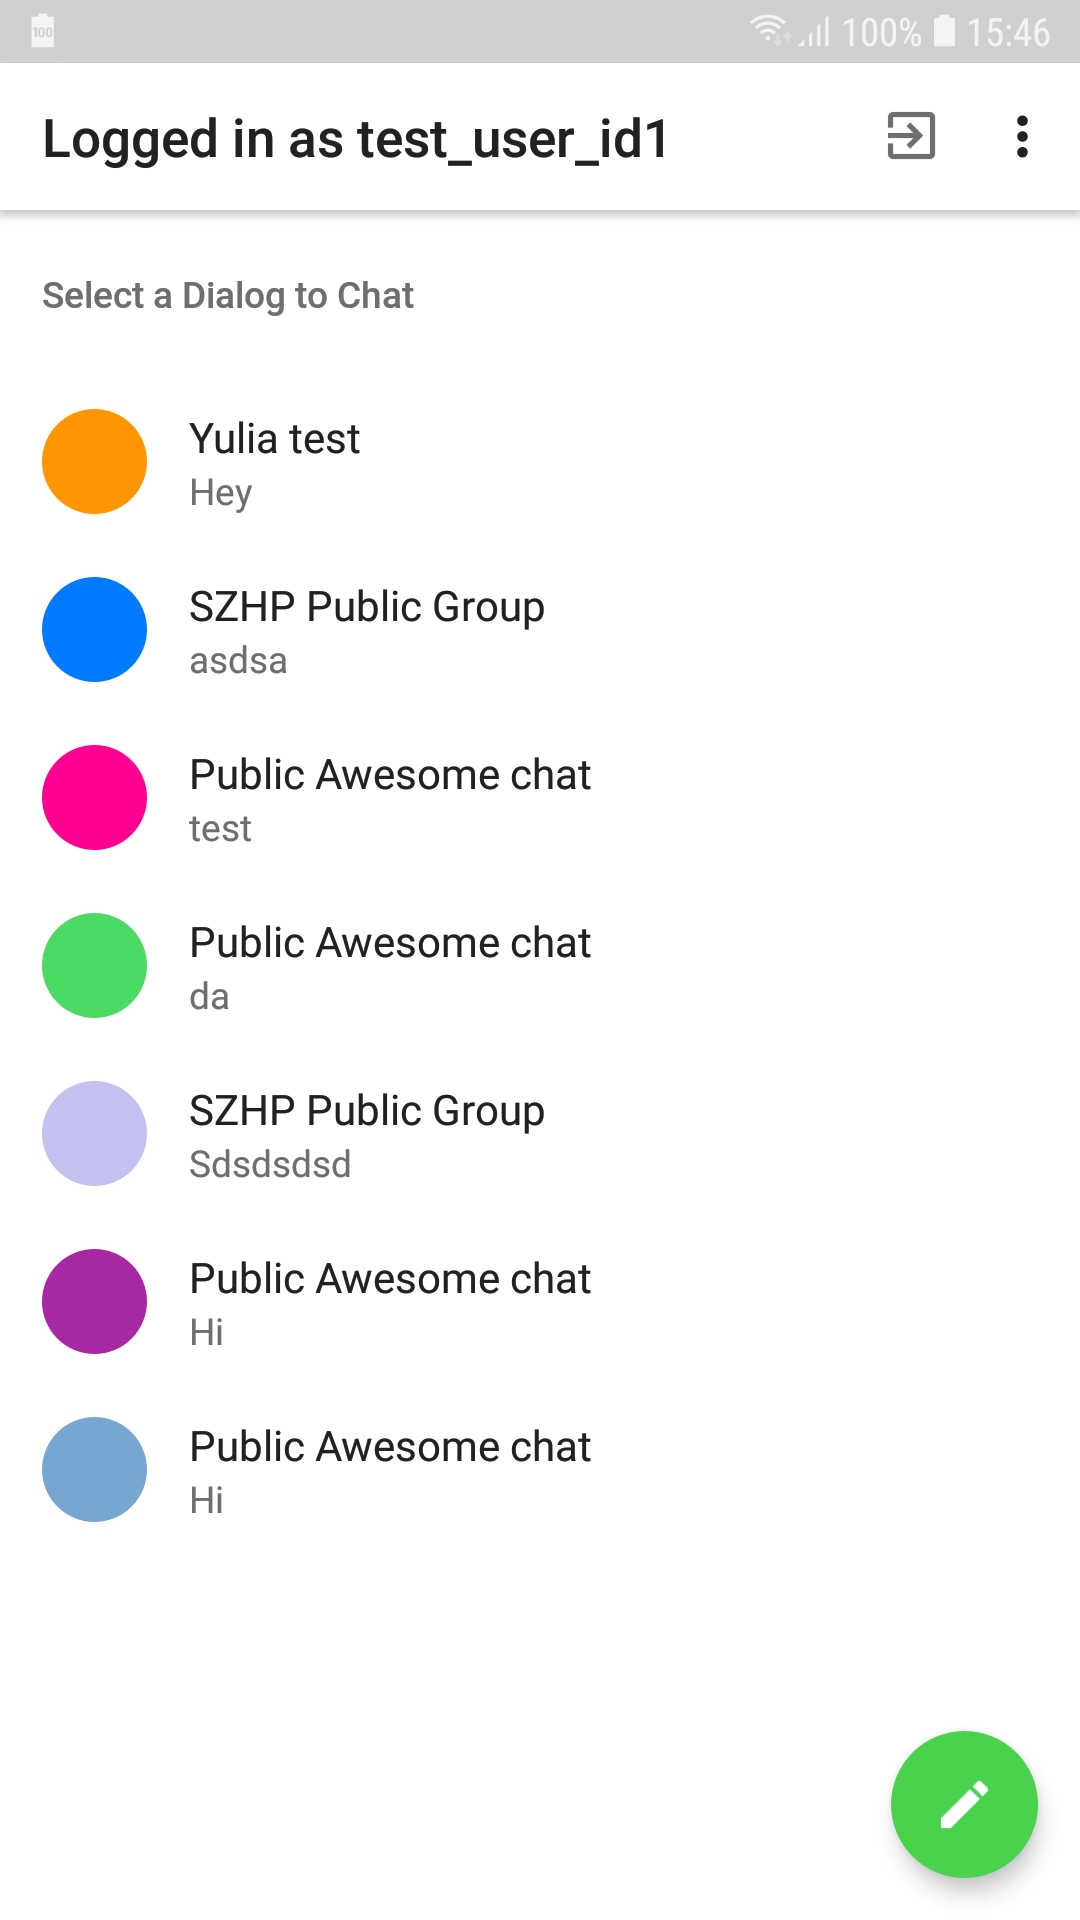 100 100% 15:46
Logged in as test_user_id1
Select a Dialog to Chat
Yulia test
Hey
SZHP Public Group
asdsa
Public Awesome chat
test
Public Awesome chat
da
SZHP Public Group
Sdsdsdsd
Public Awesome chat
Hi
Public Awesome chat
Hi